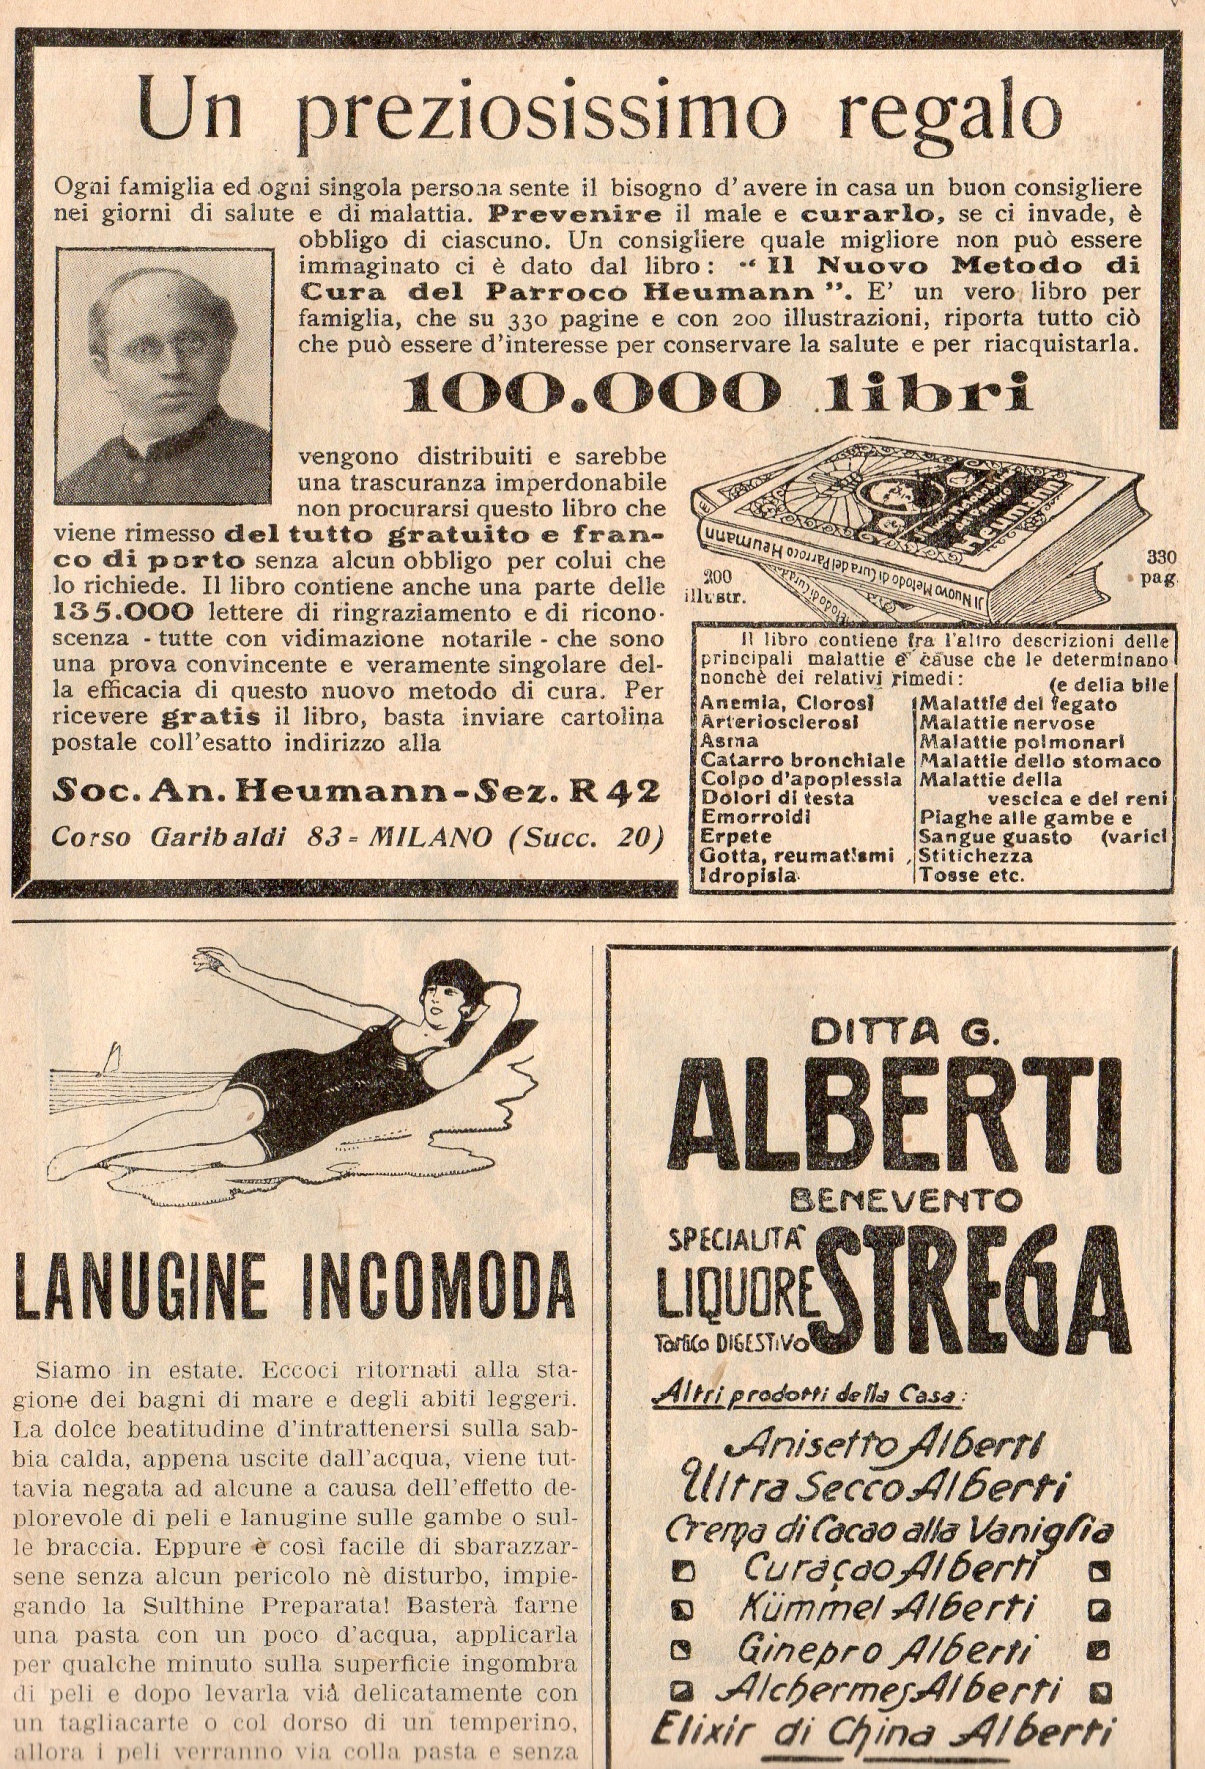 Un preziosissimo regalo
Ogni famiglia ed ogni singola persona sente il bisogno d'avere in casa un buon consigliere
nei giorni di salute e di malattia. Prevenire il male e curarlo, se ci invade, è
obbligo di ciascuno. Un consigliere quale migliore non può essere
immaginato ci è dato dal libro: “Il Nuovo Metodo di
Cura del Parroco Heumann”. E' un vero libro per
famiglia, che su 330 pagine e con 200 illustrazioni, riporta tutto ciò
che può essere d'interesse per conservare la salute e per riacquistarla.
100.000 libri
vengono distribuiti e sarebbe
una trascuranza imperdonabile
non procurarsi questo libro che
viene rimesso del tutto gratuito e fran-
co di porto senza alcun obbligo per colui che
lo richiede. Il libro contiene anche una parte delle
135.000 lettere di ringraziamento e di ricono-
scenza - tutte con vidimazione notarile - che sono
una prova convincente e veramente singolare del-
la efficacia di questo nuovo metodo di cura. Per
ricevere gratis il libro, basta inviare cartolina
postale coll'esatto indirizzo alla
Soc. An. Heumann-Sez. R 42
Corso Garibaldi 83 - MILANO (Succ. 20)
Heumann
Il Nuovo Metodo di Cura del Parroco Heumann
200
illustr.
330
pag.
Il libro contiene fra l'altro descrizioni delle
principali malattie e cause che le determinano
nonchè dei relativi rimedi:
Anemia, Clorosi
Arteriosclerosi
Asma
Catarro bronchiale
Colpo d'apoplessia
Dolori di testa
Emorroidi
Erpete
Gotta, reumatismi
Idropisia
(e della bile
Malattie del fegato
Malattie nervose
Malattie polmonari
Malattie dello stomaco
Malattie della
vescica e dei reni
Piaghe alle gambe e
Sangue guasto (varici
Stitichezza
Tosse etc.
LANUGINE INCOMODA
Siamo in estate. Eccoci ritornati alla sta-
gione dei bagni di mare e degli abiti leggeri.
La dolce beatitudine d'intrattenersi sulla sab-
bia calda, appena uscite dall'acqua, viene tut-
tavia negata ad alcune a causa dell'effetto de-
plorevole di peli e lanugine sulle gambe o sul-
le braccia. Eppure è così facile di sbarazzar-
sene senza alcun pericolo nè disturbo, impie-
gando la Sulthine Preparata! Basterà farne
una pasta con un poco d'acqua, applicarla
per qualche minuto sulla superficie ingombra
di peli e dopo levarla via delicatamente con
un tagliacarte o col dorso di un temperino,
allora i peli verranno via colla pasta e senza
DITTA G.
ALBERTI
BENEVENTO
SPECIALITA'
LIQUORE STREGA
Tonico DIGESTIVO
Altri prodotti della Casa:
Anisetto Alberti
Ultra Secco Alberti
Crema di Cacao alla Vaniglia
Curaçao Alberti
Kümmel Alberti
Ginepro Alberti
Alchermes Alberti
Elixir di China Alberti